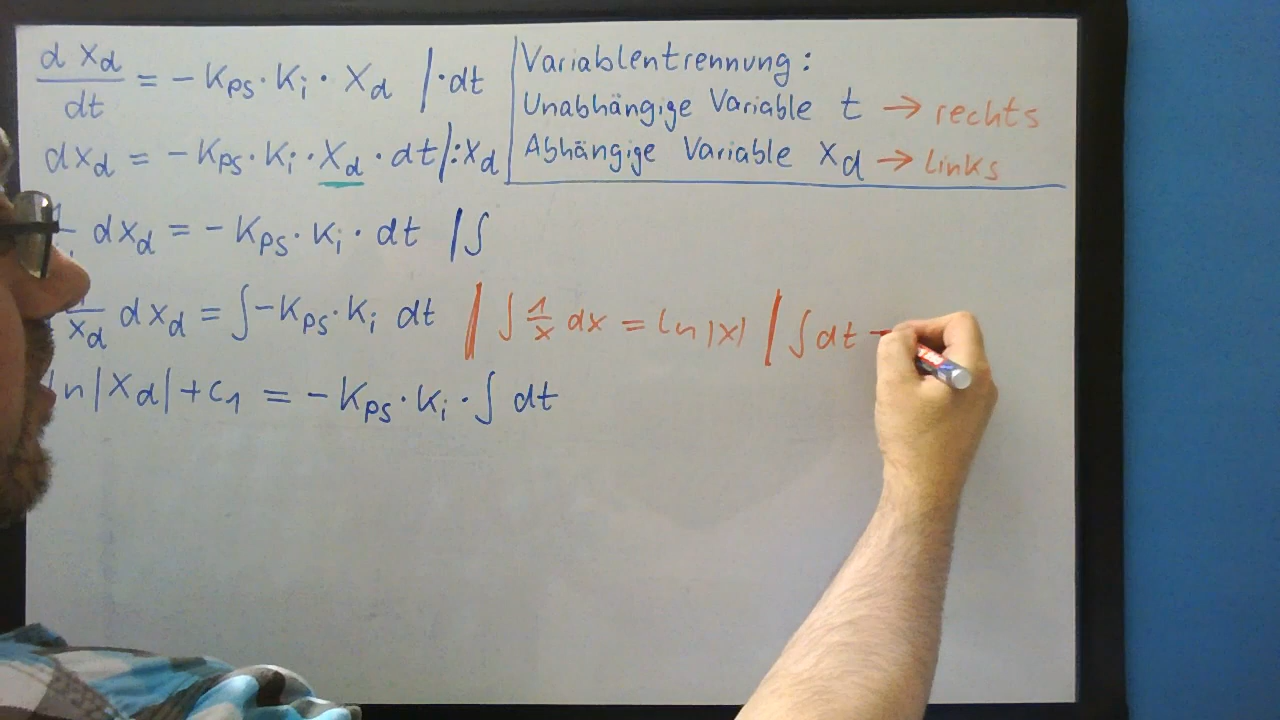 d x_d / dt = - K_PS · K_i · X_d | · dt
Variablentrennung:
Unabhängige Variable t → rechts
dx_d = - K_PS · K_i · X_d · dt | : x_d
Abhängige Variable x_d → links
dx_d = - K_PS · K_i · dt | ∫
1/x_d dx_d = ∫ - K_PS · K_i dt | ∫ 1/x dx = ln |x| | ∫ dt
ln |x_d| + c_1 = - K_PS · K_i · ∫ dt